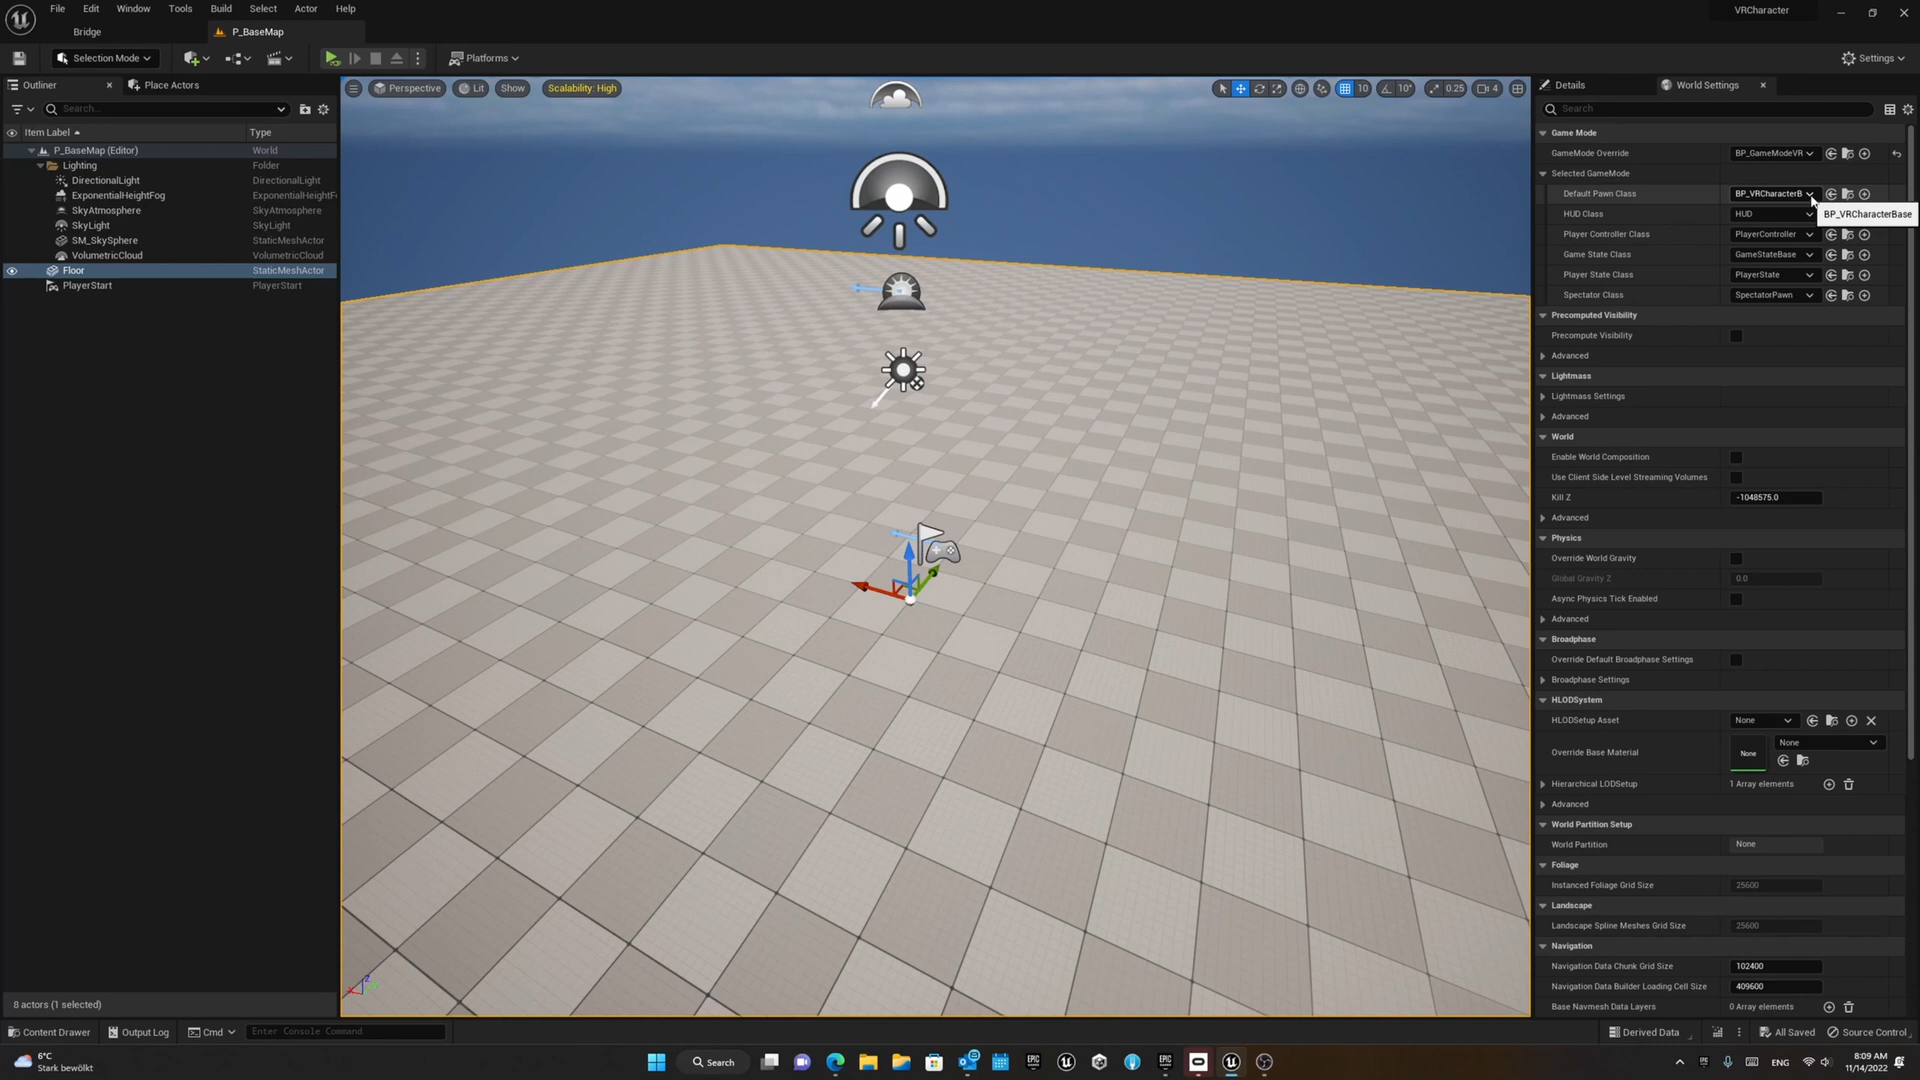 File Edit Window Tools Build Select Actor Help
VRCharacter
Bridge
P_BaseMap
Selection Mode
Platforms
Settings
Outliner
Place Actors
Search...
Item Label
Type
P_BaseMap (Editor) World
Lighting Folder
DirectionalLight DirectionalLight
ExponentialHeightFog ExponentialHeightF
SkyAtmosphere SkyAtmosphere
SkyLight SkyLight
SM_SkySphere StaticMeshActor
VolumetricCloud VolumetricCloud
Floor StaticMeshActor
PlayerStart PlayerStart
8 actors (1 selected)
Perspective
Lit
Show
Scalability: High
10
10°
0.25
4
Details
World Settings
Search
Game Mode
GameMode Override BP_GameModeVR
Selected GameMode
Default Pawn Class BP_VRCharacterB
HUD Class HUD
BP_VRCharacterBase
Player Controller Class PlayerController
Game State Class GameStateBase
Player State Class PlayerState
Spectator Class SpectatorPawn
Precomputed Visibility
Precompute Visibility
Advanced
Lightmass
Lightmass Settings
Advanced
World
Enable World Composition
Use Client Side Level Streaming Volumes
Kill Z -1048575.0
Advanced
Physics
Override World Gravity
Global Gravity Z 0.0
Async Physics Tick Enabled
Advanced
Broadphase
Override Default Broadphase Settings
Broadphase Settings
HLODSystem
HLODSetup Asset None
Override Base Material None None
Hierarchical LODSetup 1 Array elements
Advanced
World Partition Setup
World Partition None
Foliage
Instanced Foliage Grid Size 25600
Landscape
Landscape Spline Meshes Grid Size 25600
Navigation
Navigation Data Chunk Grid Size 102400
Navigation Data Builder Loading Cell Size 409600
Base Navmesh Data Layers 0 Array elements
Content Drawer
Output Log
Cmd
Enter Console Command
Derived Data
All Saved
Source Control
6°C
Stark bewölkt
Search
ENG
8:09 AM
11/14/2022